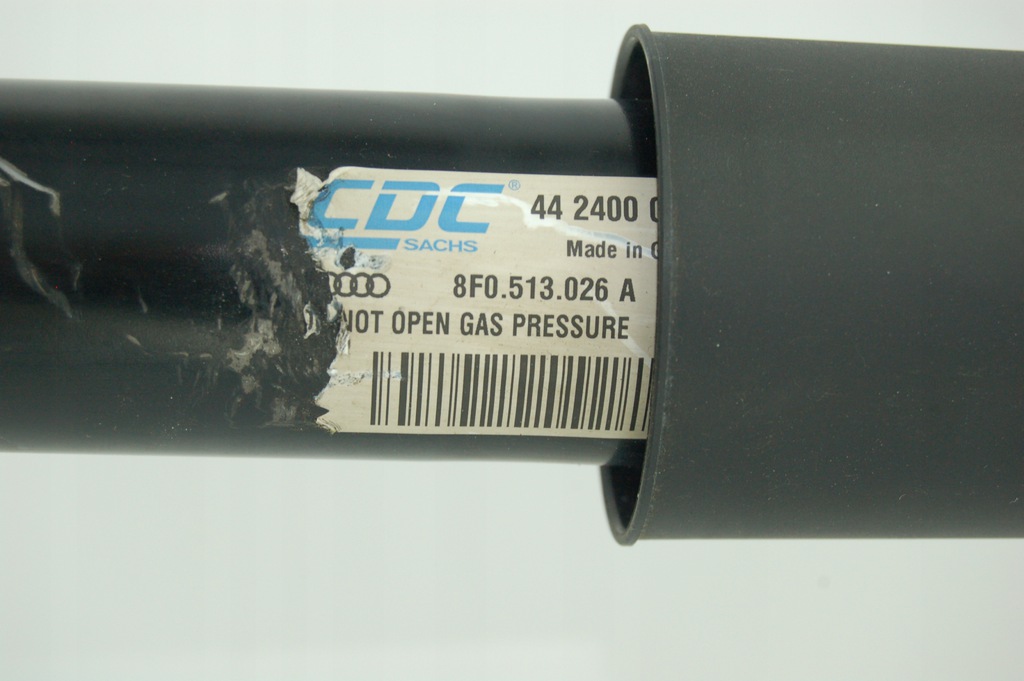 CDC® 44 2400
SACHS Made in
8F0.513.026 A
NOT OPEN GAS PRESSURE